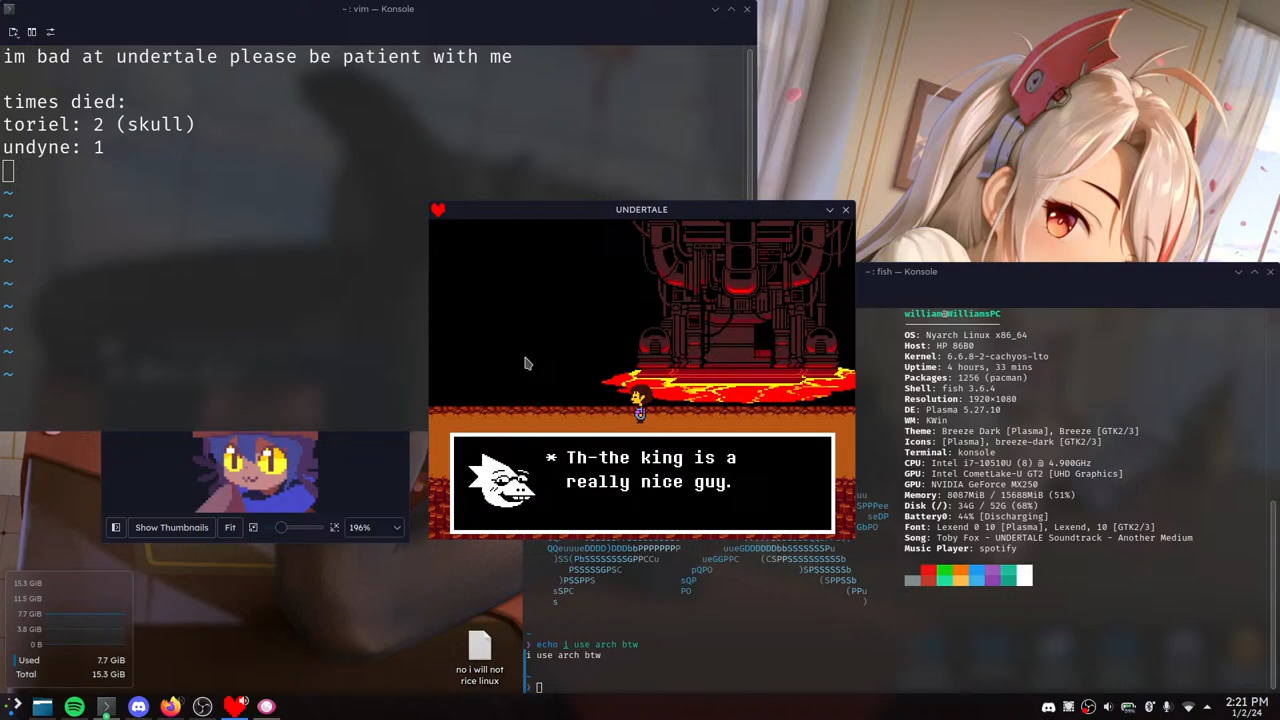 ~ : vim — Konsole
im bad at undertale please be patient with me
times died:
toriel: 2 (skull)
undyne: 1
~
~
~
~
~
~
~
~
~
UNDERTALE
* Th-the king is a
really nice guy.
~ : fish — Konsole
william@WilliamsPC
OS: Nyarch Linux x86_64
Host: HP 86B0
Kernel: 6.6.8-2-cachyos-lto
Uptime: 4 hours, 33 mins
Packages: 1256 (pacman)
Shell: fish 3.6.4
Resolution: 1920×1080
DE: Plasma 5.27.10
WM: KWin
Theme: Breeze Dark [Plasma], Breeze [GTK2/3]
Icons: [Plasma], breeze-dark [GTK2/3]
Terminal: konsole
CPU: Intel i7-10510U (8) @ 4.900GHz
GPU: Intel CometLake-U GT2 [UHD Graphics]
GPU: NVIDIA GeForce MX250
Memory: 8087MiB / 15688MiB (51%)
Disk (/): 34G / 52G (68%)
Battery0: 44% [Discharging]
Font: Lexend 0 10 [Plasma], Lexend, 10 [GTK2/3]
Song: Toby Fox - UNDERTALE Soundtrack - Another Medium
Music Player: spotify
~
❯ echo i use arch btw
i use arch btw
~
❯
Show Thumbnails
Fit
196%
15.3 GiB
11.5 GiB
7.7 GiB
3.8 GiB
0 B
Used 7.7 GiB
Total 15.3 GiB
no i will not
rice linux
2:21 PM
1/2/24